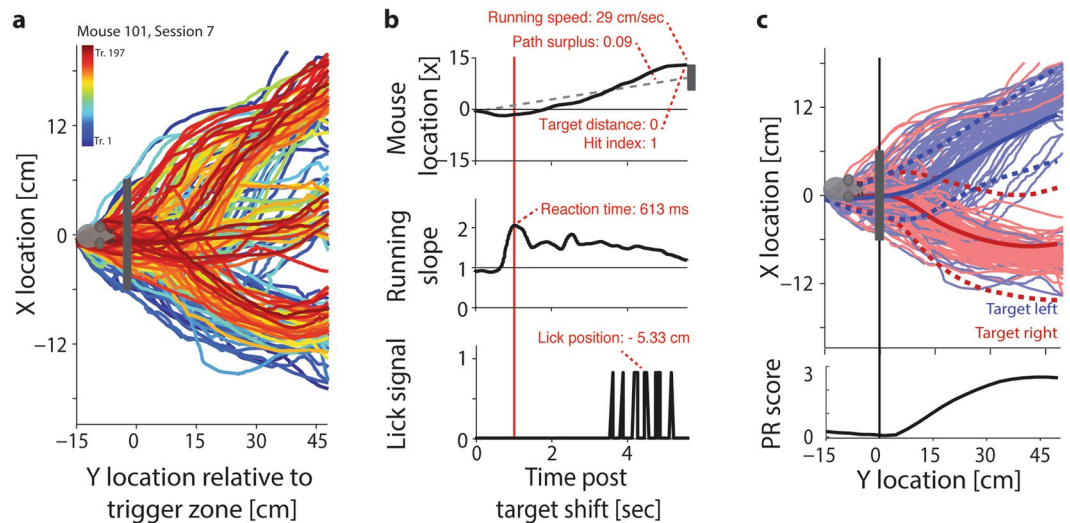 a
Mouse 101, Session 7
Tr. 197
Tr. 1
X location [cm]
12
0
−12
−15
0
15
30
45
Y location relative to
trigger zone [cm]
b
Running speed: 29 cm/sec
Path surplus: 0.09
Mouse
location [x]
15
0
−15
Target distance: 0
Hit index: 1
Running
slope
2
1
0
Reaction time: 613 ms
Lick signal
1
0
Lick position: - 5.33 cm
0
2
4
Time post
target shift [sec]
c
X location [cm]
12
0
−12
Target left
Target right
PR score
3
0
−15
0
15
30
45
Y location [cm]